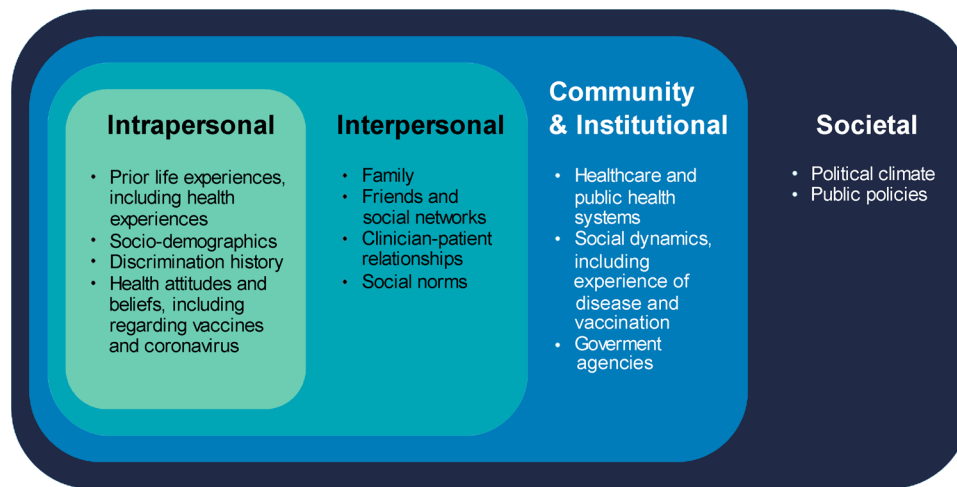 Intrapersonal
• Prior life experiences,
including health
experiences
• Socio-demographics
• Discrimination history
• Health attitudes and
beliefs, including
regarding vaccines
and coronavirus
Interpersonal
• Family
• Friends and
social networks
• Clinician-patient
relationships
• Social norms
Community
& Institutional
• Healthcare and
public health
systems
• Social dynamics,
including
experience of
disease and
vaccination
• Goverment
agencies
Societal
• Political climate
• Public policies